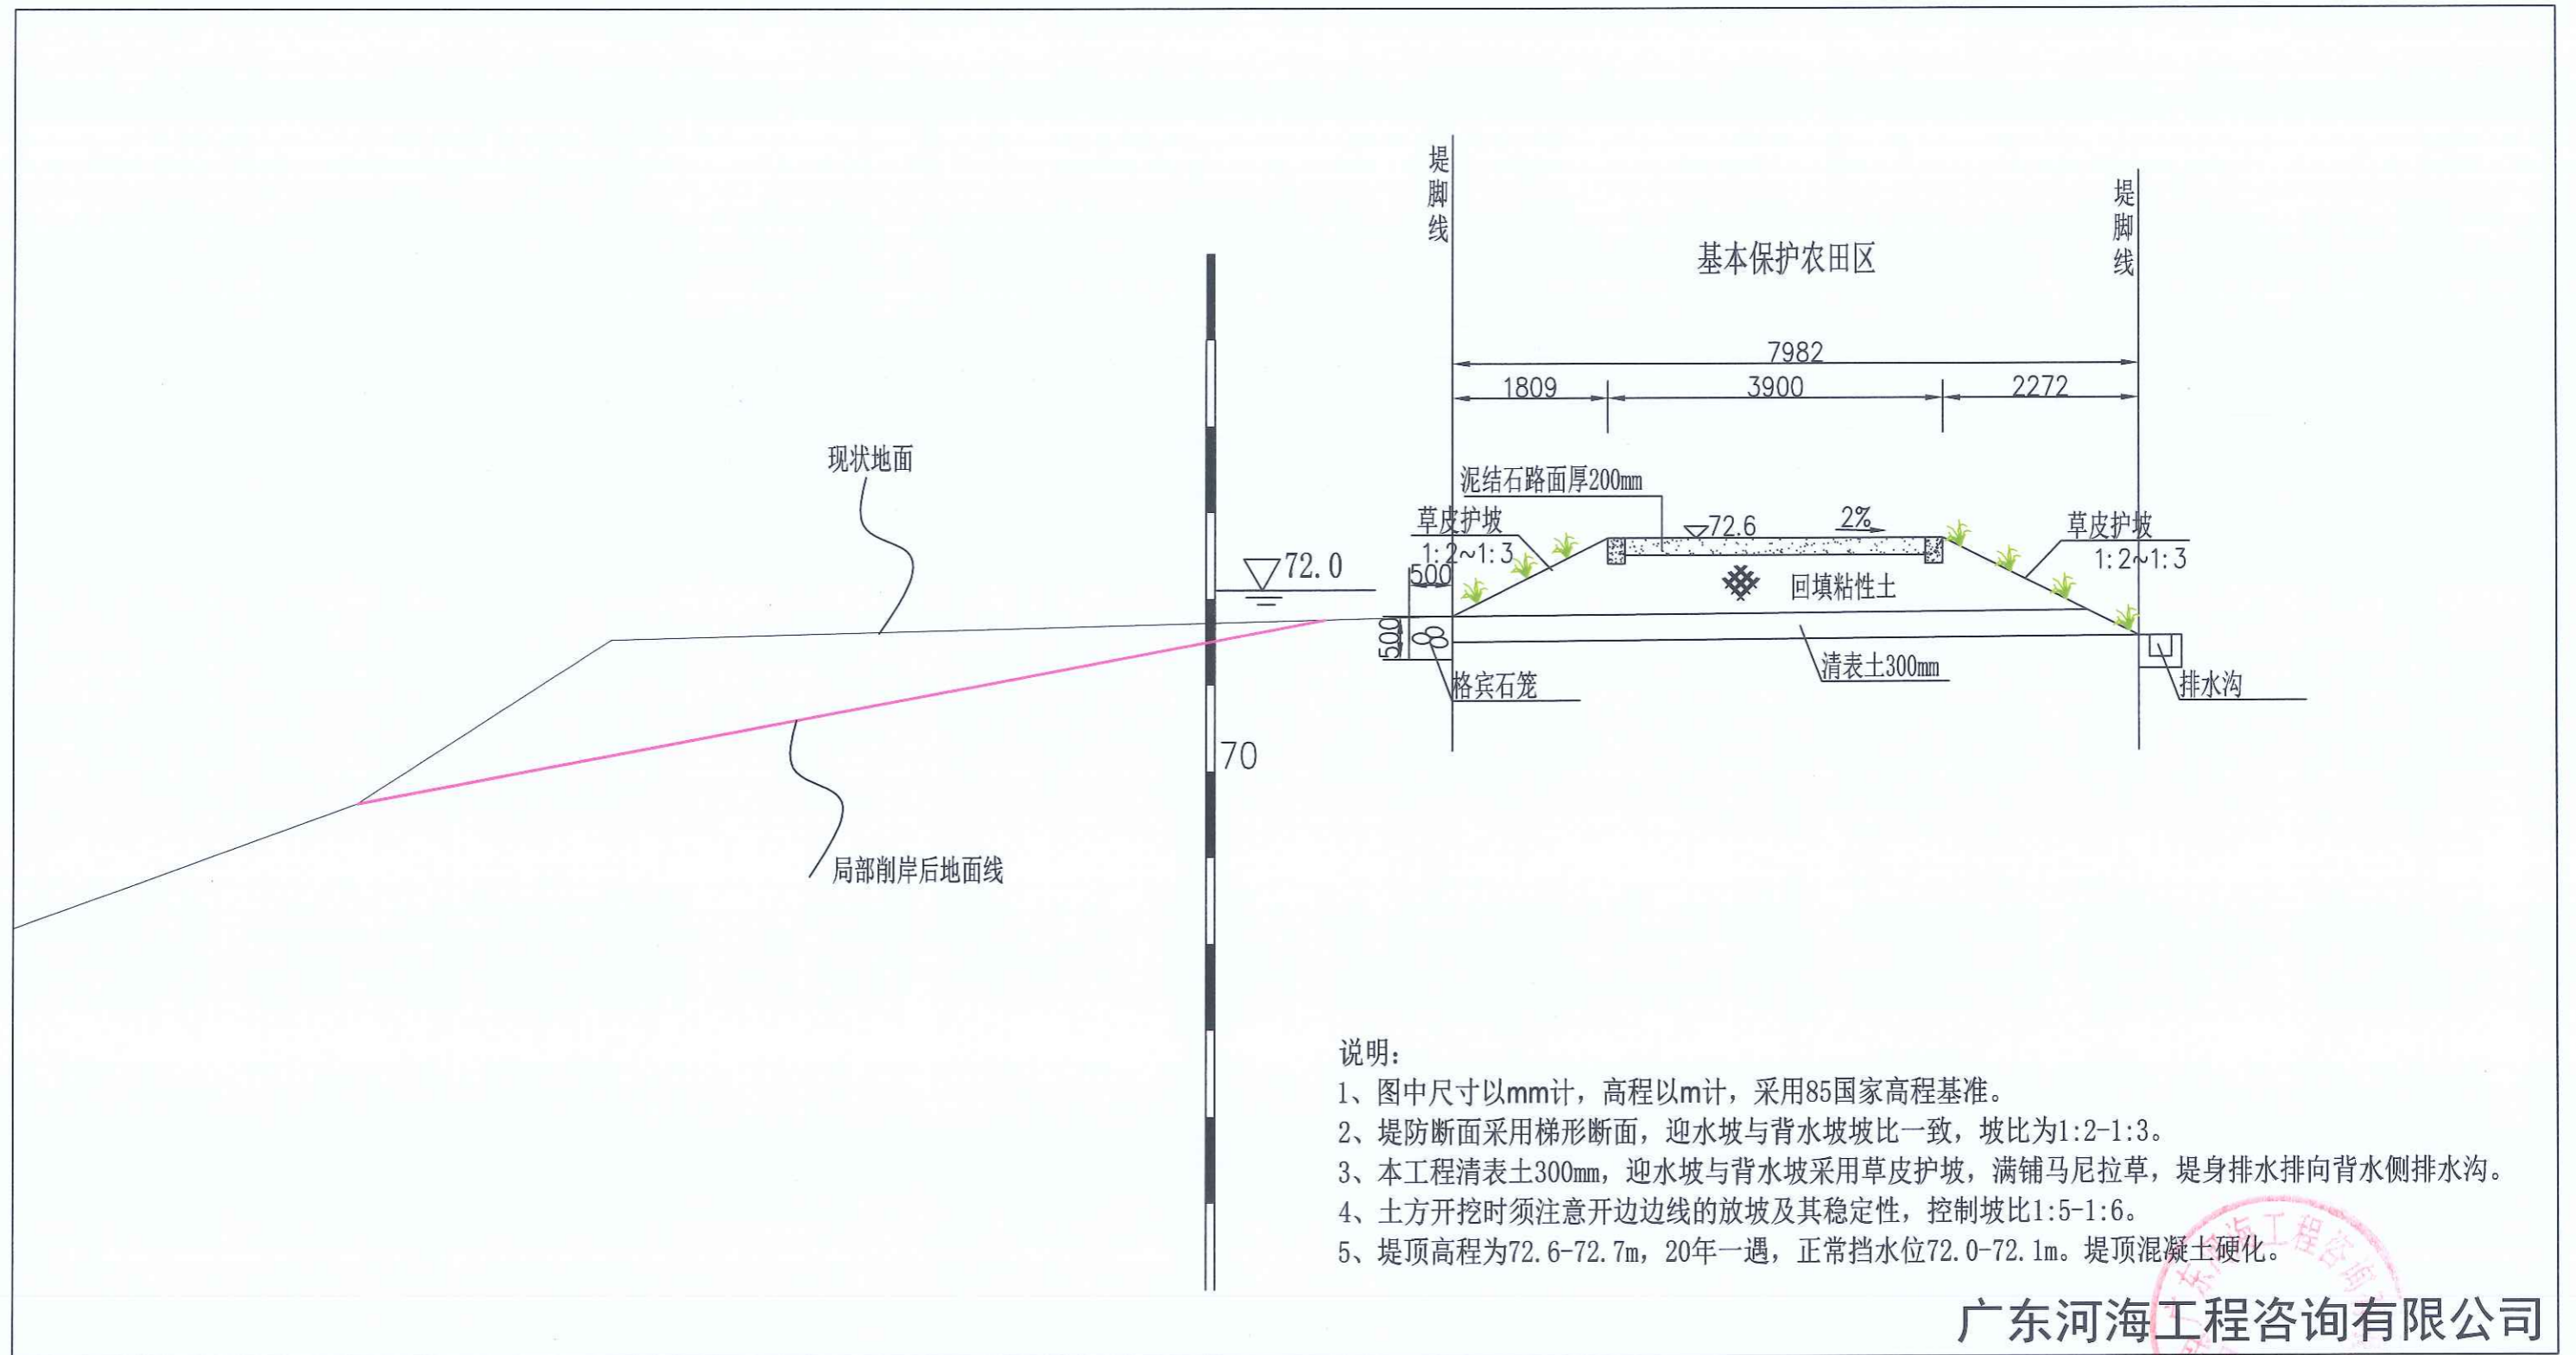 堤脚线
堤脚线
基本保护农田区
7982
1809
3900
2272
现状地面
泥结石路面厚200mm
草皮护坡
1:2~1:3
72.6
2%
草皮护坡
1:2~1:3
72.0
500
回填粘性土
500
清表土300mm
格宾石笼
排水沟
70
局部削岸后地面线
说明：
1、图中尺寸以mm计，高程以m计，采用85国家高程基准。
2、堤防断面采用梯形断面，迎水坡与背水坡坡比一致，坡比为1:2-1:3。
3、本工程清表土300mm，迎水坡与背水坡采用草皮护坡，满铺马尼拉草，堤身排水排向背水侧排水沟。
4、土方开挖时须注意开边边线的放坡及其稳定性，控制坡比1:5-1:6。
5、堤顶高程为72.6-72.7m，20年一遇，正常挡水位72.0-72.1m。堤顶混凝土硬化。
广东河海工程咨询
广东河海工程咨询有限公司